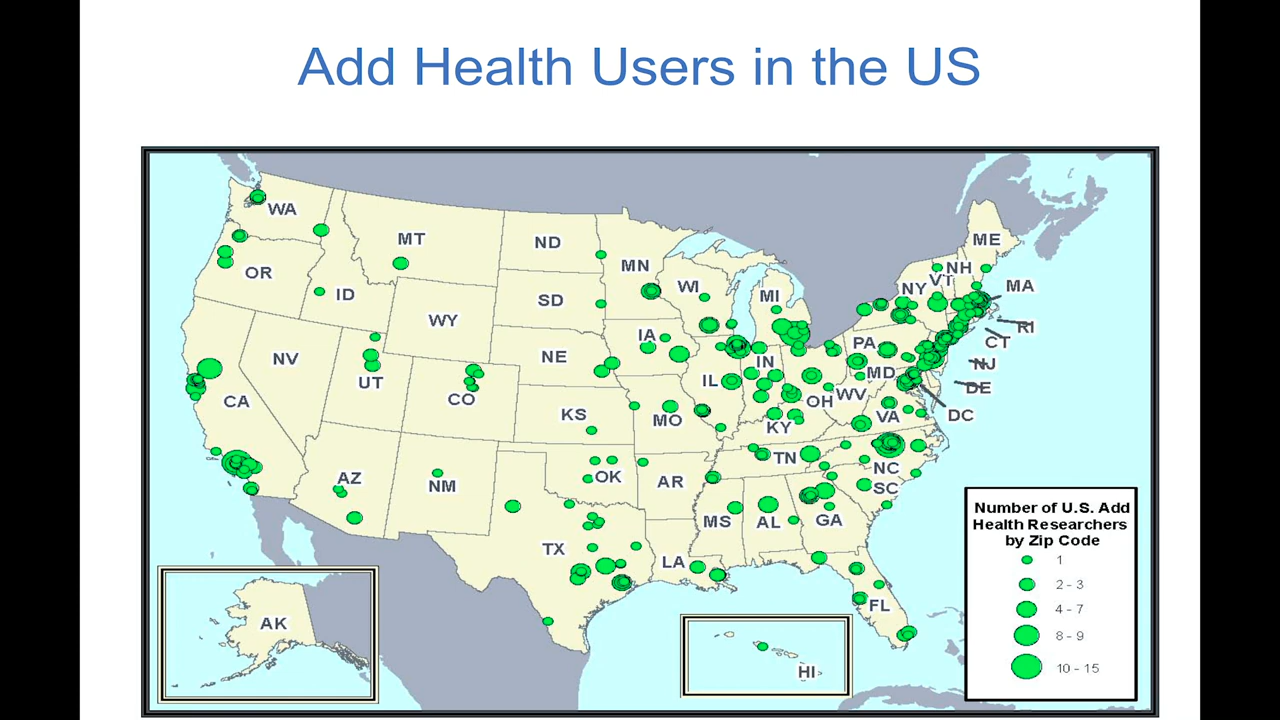 Add Health Users in the US
WA
MT
ND
MN
ME
OR
ID
SD
WI
MI
NY
VT
NH
MA
RI
CT
WY
IA
NE
PA
NJ
NV
UT
CO
IL
IN
OH
MD
WV
DE
DC
CA
KS
MO
KY
VA
AZ
NM
OK
AR
TN
NC
SC
TX
LA
MS
AL
GA
FL
AK
HI
Number of U.S. Add
Health Researchers
by Zip Code
1
2 - 3
4 - 7
8 - 9
10 - 15